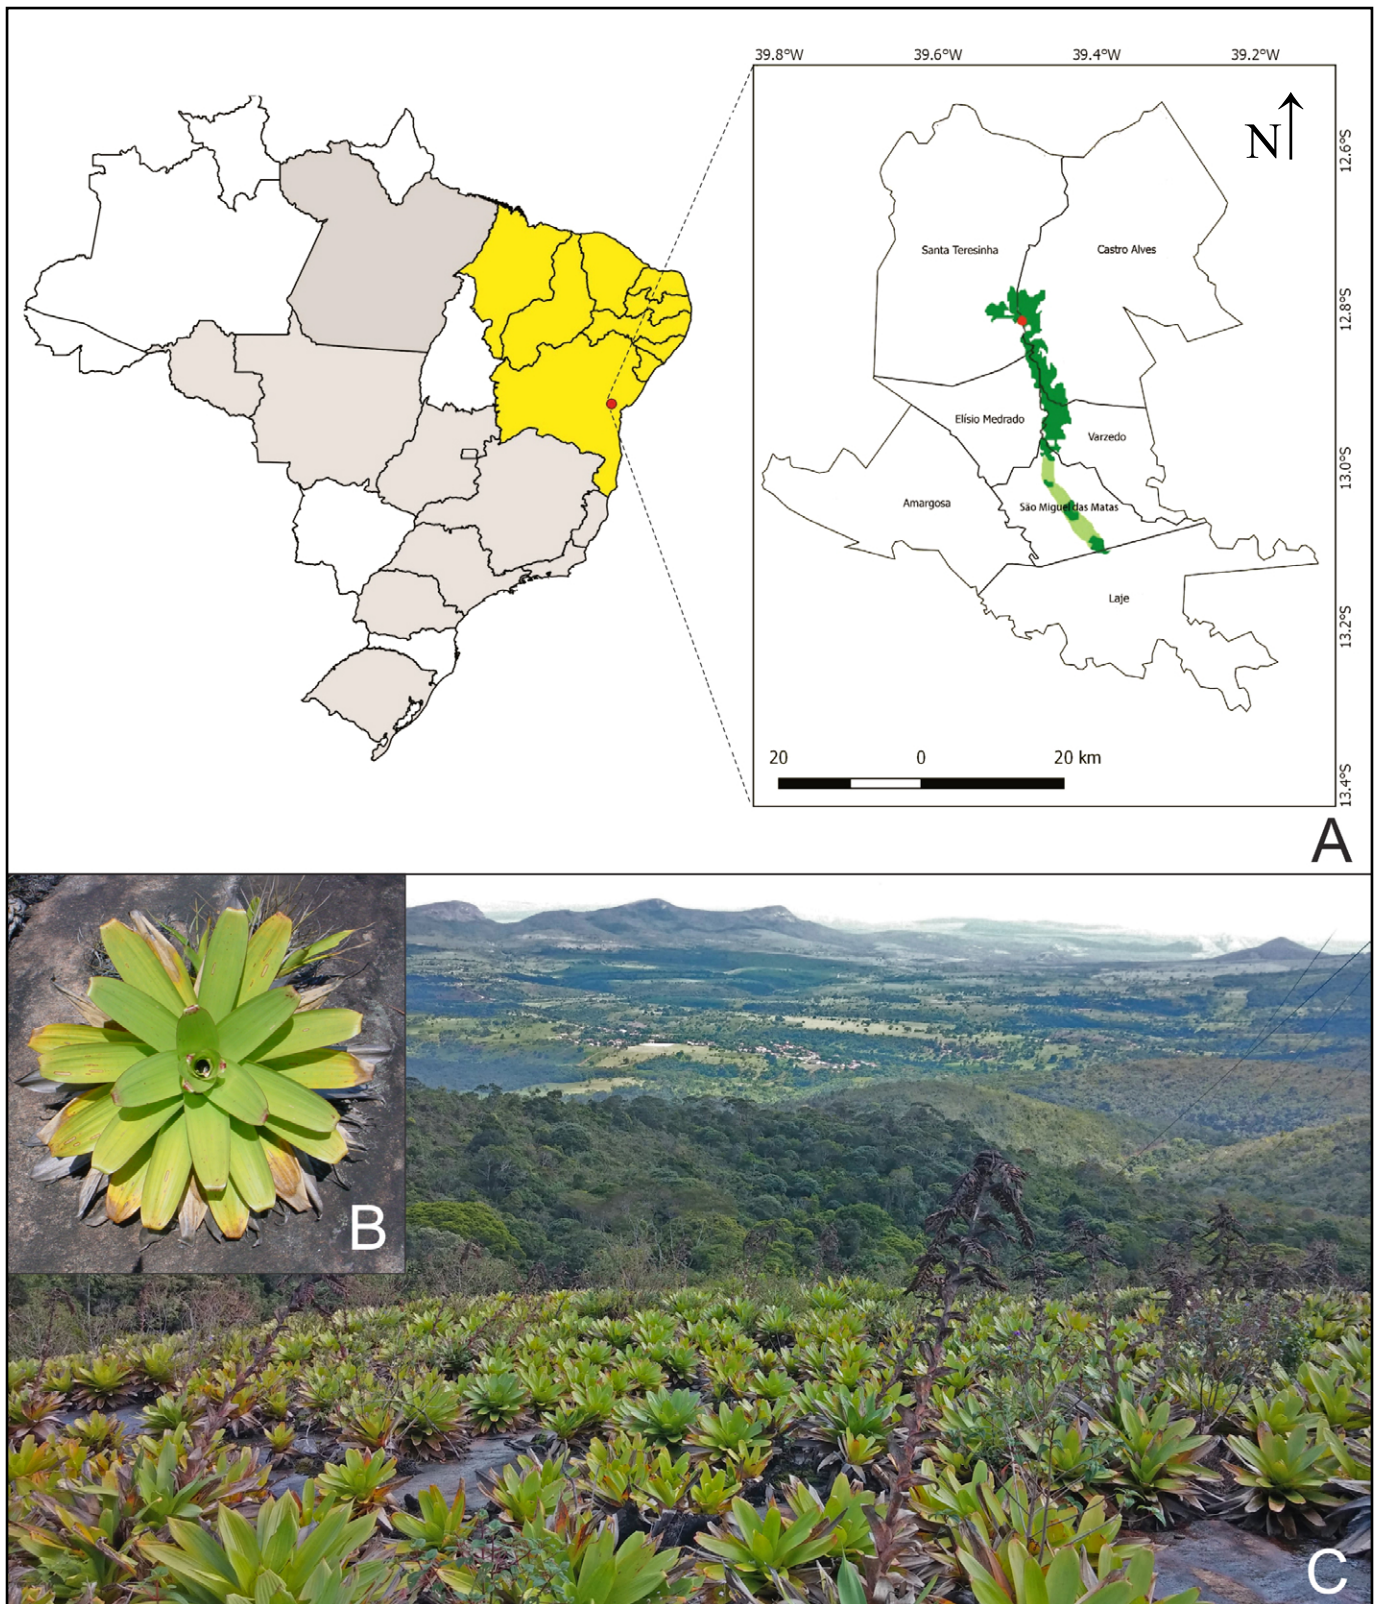 39.8°W 39.6°W 39.4°W 39.2°W
N
12.6°S
Santa Teresinha
Castro Alves
12.8°S
Elísio Medrado
Varzedo
13.0°S
Amargosa
São Miguel das Matas
Laje
13.2°S
20 0 20 km
13.4°S
A
B
C